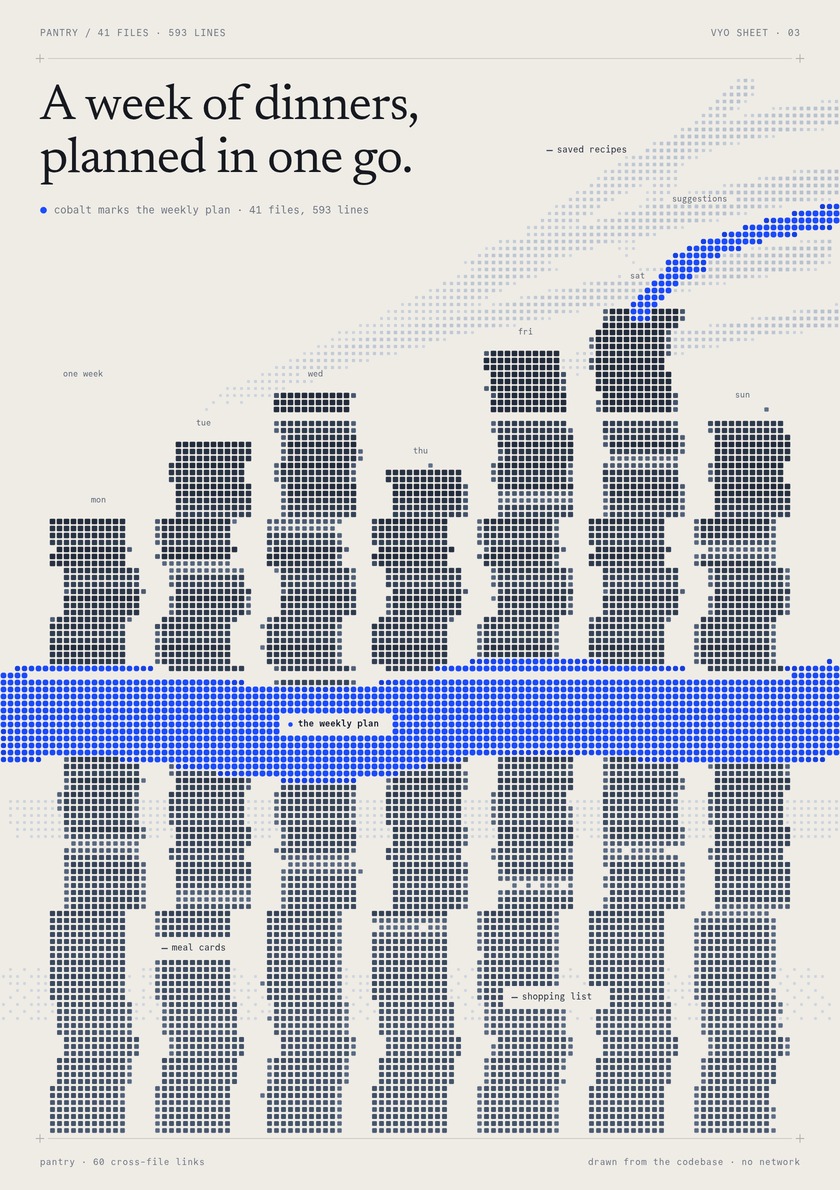 PANTRY / 41 FILES · 593 LINES
VYO SHEET · 03
A week of dinners,
planned in one go.
cobalt marks the weekly plan · 41 files, 593 lines
— saved recipes
suggestions
sat
fri
one week
wed
sun
tue
thu
mon
the weekly plan
— meal cards
— shopping list
pantry · 60 cross-file links
drawn from the codebase · no network